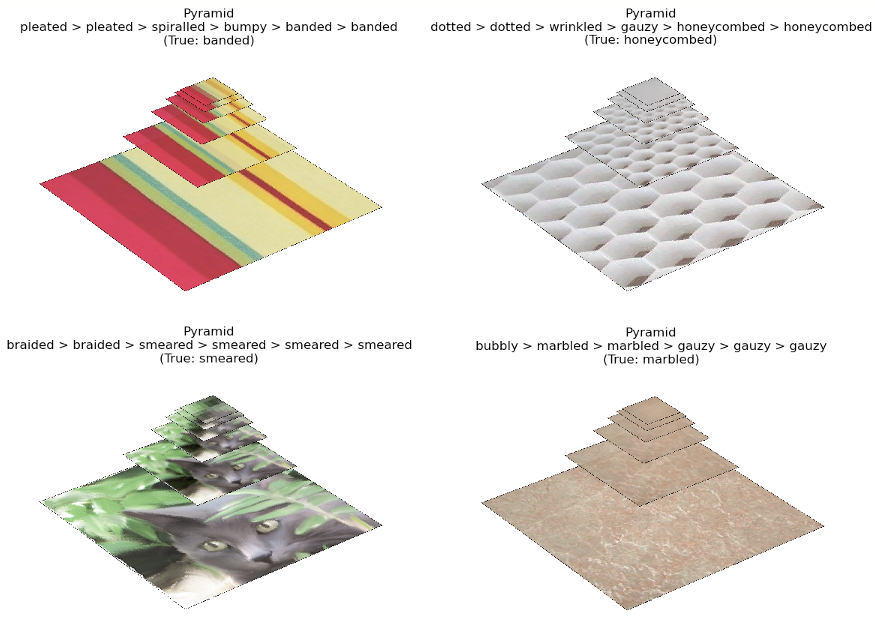 Pyramid
pleated > pleated > spiralled > bumpy > banded > banded
(True: banded)
Pyramid
dotted > dotted > wrinkled > gauzy > honeycombed > honeycombed
(True: honeycombed)
Pyramid
braided > braided > smeared > smeared > smeared > smeared
(True: smeared)
Pyramid
bubbly > marbled > marbled > gauzy > gauzy > gauzy
(True: marbled)